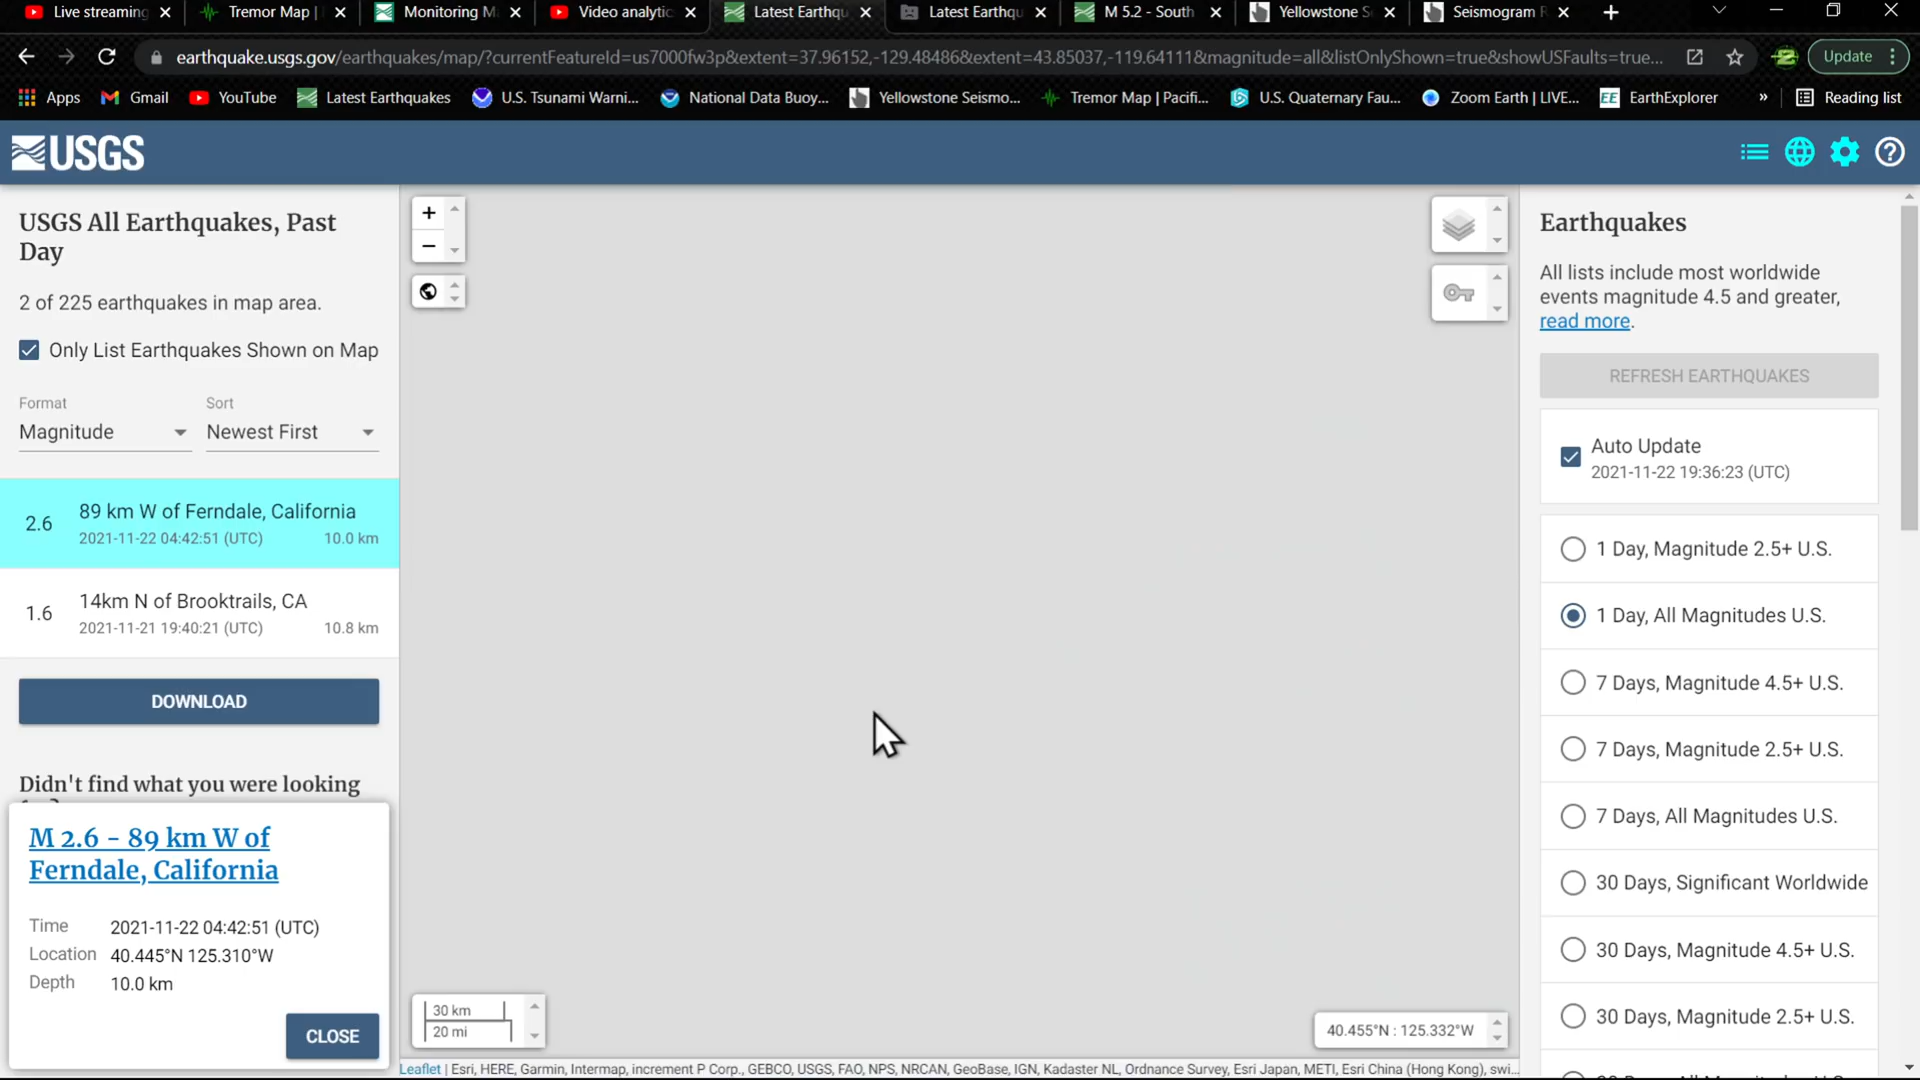 Live streaming
Tremor Map |
Monitoring M
Video analytic
Latest Earthqu
Latest Earthqu
M 5.2 - South
Yellowstone S
Seismogram R
earthquake.usgs.gov/earthquakes/map/?currentFeatureId=us7000fw3p&extent=37.96152,-129.48486&extent=43.85037,-119.64111&magnitude=all&listOnlyShown=true&showUSFaults=true...
Update
Apps
Gmail
YouTube
Latest Earthquakes
U.S. Tsunami Warni...
National Data Buoy...
Yellowstone Seismo...
Tremor Map | Pacifi...
U.S. Quaternary Fau...
Zoom Earth | LIVE...
EE EarthExplorer
»
Reading list
USGS
USGS All Earthquakes, Past
Day
2 of 225 earthquakes in map area.
Only List Earthquakes Shown on Map
Format
Magnitude
Sort
Newest First
2.6
89 km W of Ferndale, California
2021-11-22 04:42:51 (UTC) 10.0 km
1.6
14km N of Brooktrails, CA
2021-11-21 19:40:21 (UTC) 10.8 km
DOWNLOAD
Didn't find what you were looking
M 2.6 - 89 km W of
Ferndale, California
Time 2021-11-22 04:42:51 (UTC)
Location 40.445°N 125.310°W
Depth 10.0 km
CLOSE
+
−
30 km
20 mi
40.455°N : 125.332°W
Leaflet | Esri, HERE, Garmin, Intermap, increment P Corp., GEBCO, USGS, FAO, NPS, NRCAN, GeoBase, IGN, Kadaster NL, Ordnance Survey, Esri Japan, METI, Esri China (Hong Kong), swi...
Earthquakes
All lists include most worldwide
events magnitude 4.5 and greater,
read more.
REFRESH EARTHQUAKES
Auto Update
2021-11-22 19:36:23 (UTC)
1 Day, Magnitude 2.5+ U.S.
1 Day, All Magnitudes U.S.
7 Days, Magnitude 4.5+ U.S.
7 Days, Magnitude 2.5+ U.S.
7 Days, All Magnitudes U.S.
30 Days, Significant Worldwide
30 Days, Magnitude 4.5+ U.S.
30 Days, Magnitude 2.5+ U.S.